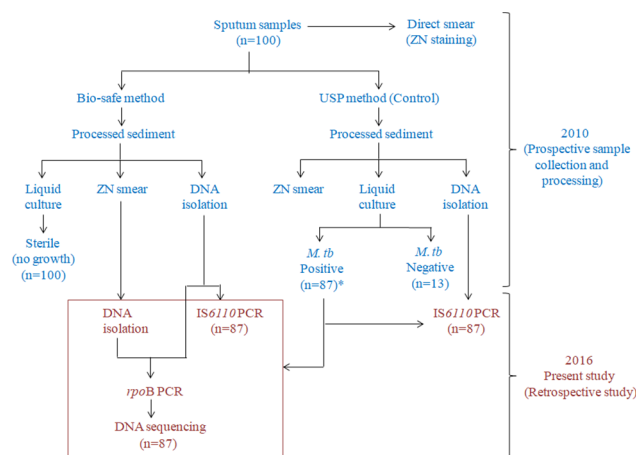 Sputum samples
(n=100)
Direct smear
(ZN staining)
Bio-safe method
USP method (Control)
Processed sediment
Processed sediment
Liquid
culture
ZN smear
DNA
isolation
ZN smear
Liquid
culture
DNA
isolation
Sterile
(no growth)
(n=100)
M. tb
Positive
(n=87)*
M. tb
Negative
(n=13)
2010
(Prospective sample
collection and
processing)
DNA
isolation
IS6110 PCR
(n=87)
IS6110 PCR
(n=87)
rpoB PCR
DNA sequencing
(n=87)
2016
Present study
(Retrospective study)